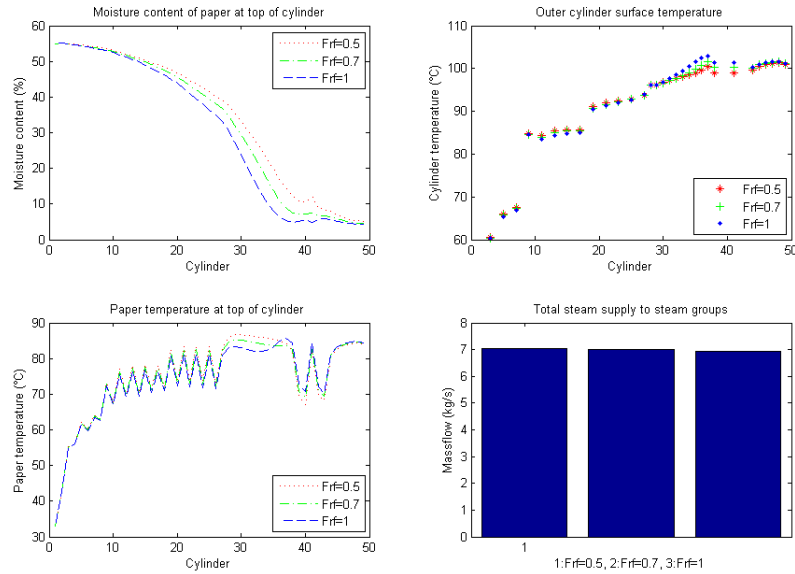 Moisture content of paper at top of cylinder
60
50
40
30
20
10
0
Moisture content (%)
Frf=0.5
Frf=0.7
Frf=1
0 10 20 30 40 50
Cylinder
Outer cylinder surface temperature
110
100
90
80
70
60
Cylinder temperature (°C)
Frf=0.5
Frf=0.7
Frf=1
0 10 20 30 40 50
Cylinder
Paper temperature at top of cylinder
90
80
70
60
50
40
30
Paper temperature (°C)
Frf=0.5
Frf=0.7
Frf=1
0 10 20 30 40 50
Cylinder
Total steam supply to steam groups
8
7
6
5
4
3
2
1
0
Massflow (kg/s)
1
1:Frf=0.5, 2:Frf=0.7, 3:Frf=1